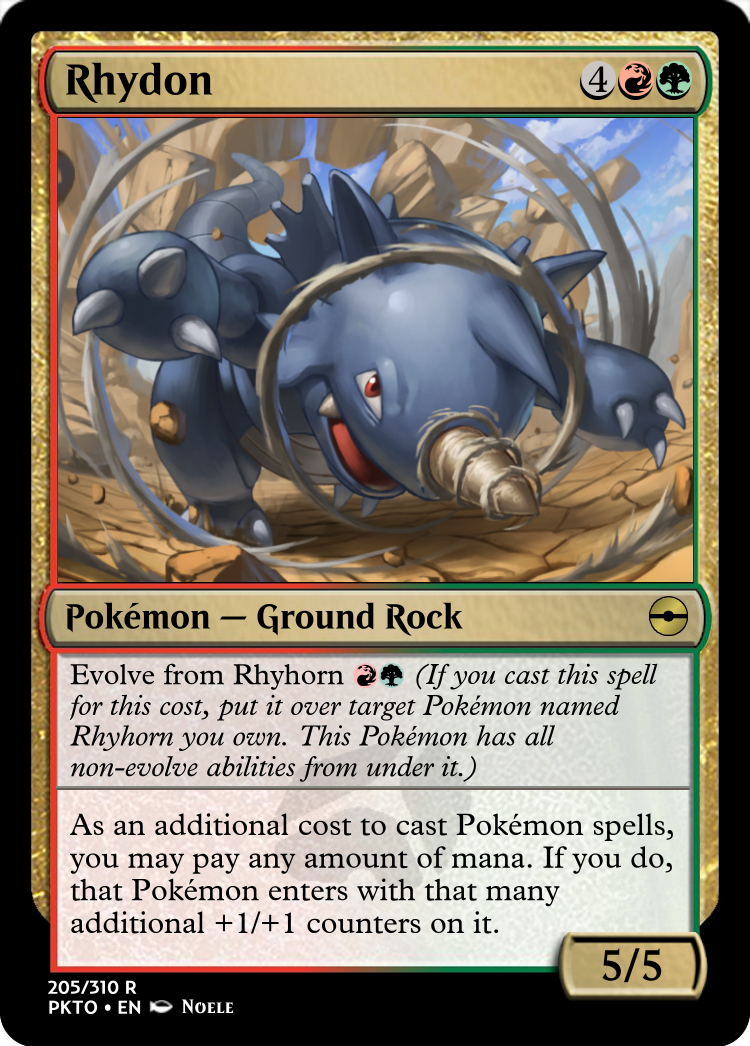 Rhydon 4
Pokémon — Ground Rock
Evolve from Rhyhorn (If you cast this spell
for this cost, put it over target Pokémon named
Rhyhorn you own. This Pokémon has all
non-evolve abilities from under it.)
As an additional cost to cast Pokémon spells,
you may pay any amount of mana. If you do,
that Pokémon enters with that many
additional +1/+1 counters on it.
5/5
205/310 R
PKTO • EN Noele